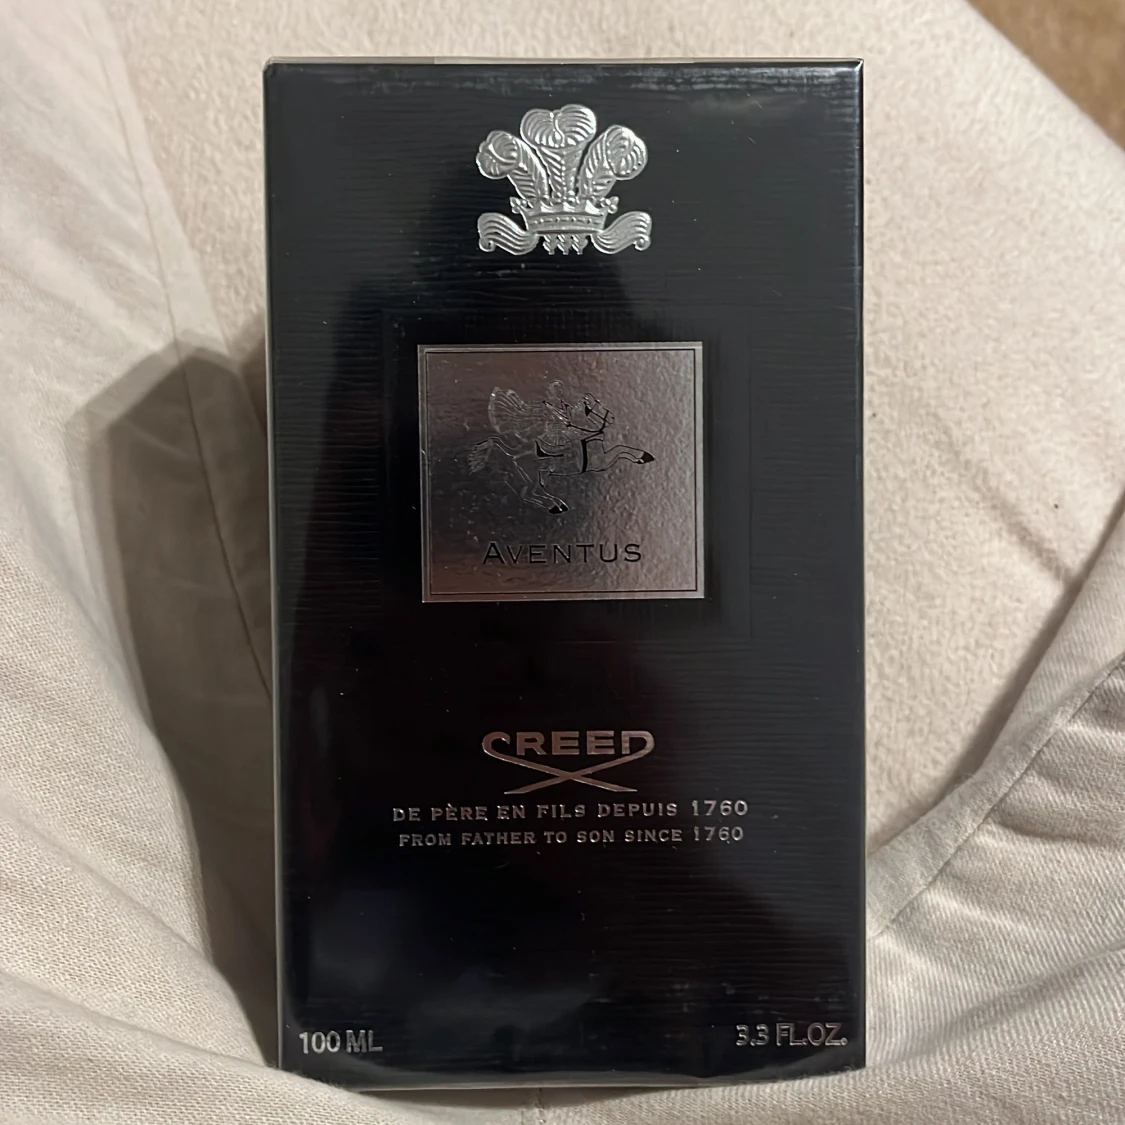 AVENTUS
CREED
DE PÈRE EN FILS DEPUIS 1760
FROM FATHER TO SON SINCE 1760
100 ML
3.3 FL.OZ.